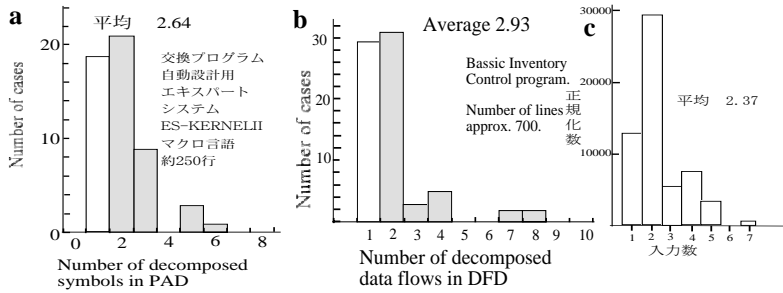 a
平均 2.64
交換プログラム
自動設計用
エキスパート
システム
ES-KERNELII
マクロ言語
約250行
Number of cases
20
10
0
0 2 4 6 8
Number of decomposed
symbols in PAD
b
Average 2.93
Bassic Inventory
Control program.
Number of lines
approx. 700.
Number of cases
30
20
10
1 2 3 4 5 6 7 8 9 10
Number of decomposed
data flows in DFD
c
平均 2.37
正規化数
30000
20000
10000
1 2 3 4 5 6 7
入力数